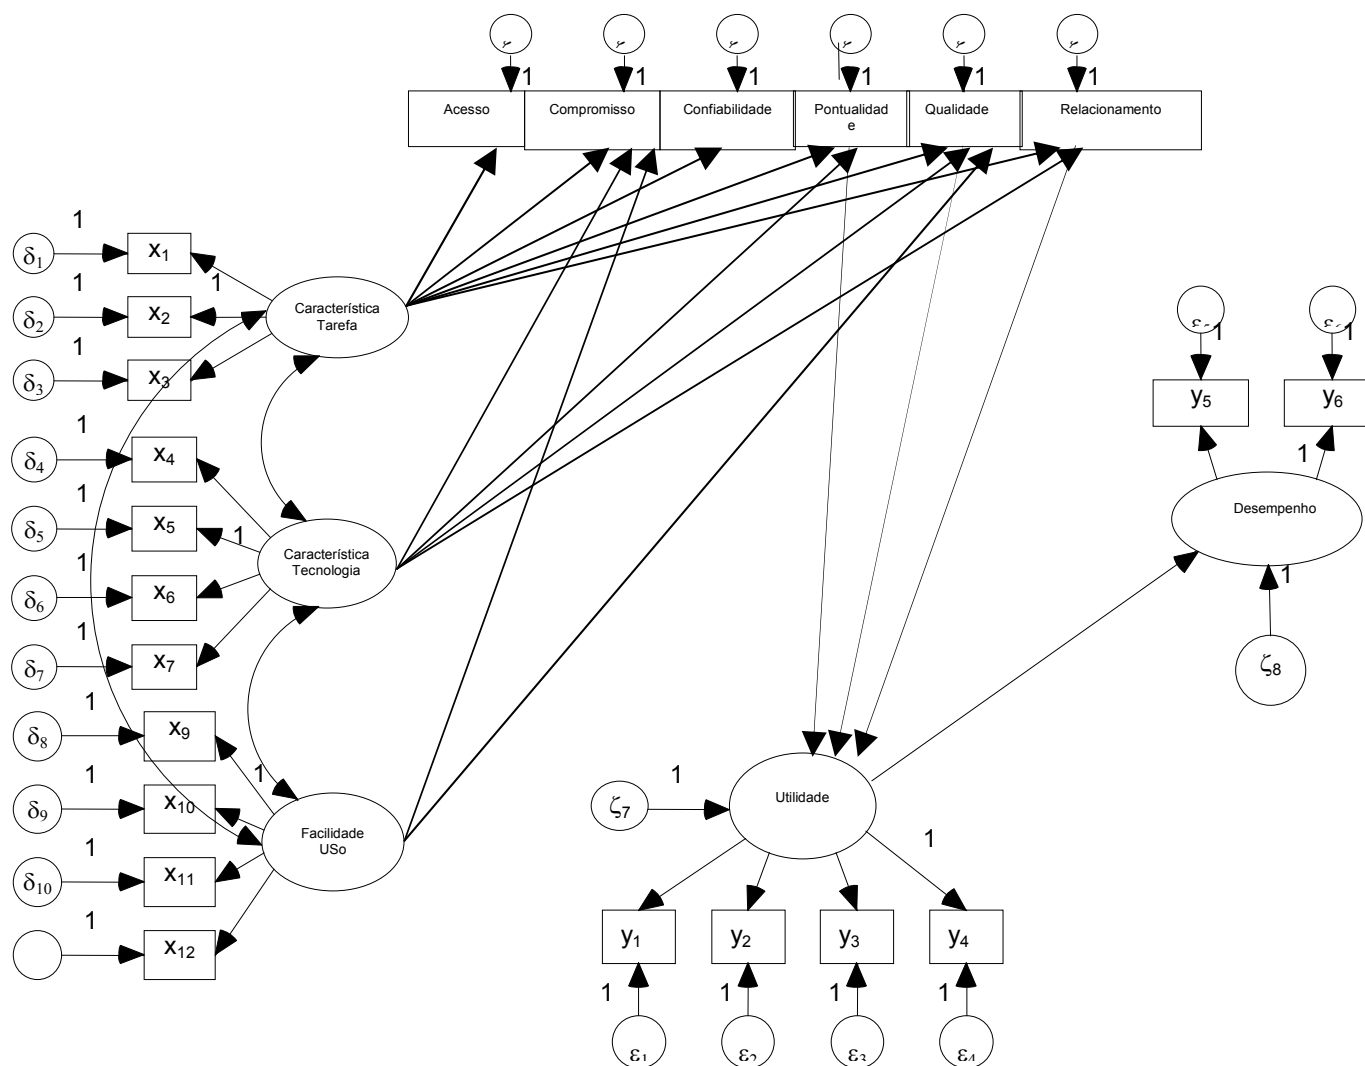 1 1 1 1 1 1
Acesso Compromisso Confiabilidade Pontualidad Qualidade Relacionamento
e
1
δ1 x1
1 1
δ2 x2
Característica
Tarefa
1
δ3 x3
1 1
y5 y6
1
δ4 x4
1
1
δ5 x5
1
Desempenho
Característica
Tecnologia
1
δ6 x6
1
1
δ7 x7
ζ8
1
δ8 x9
1
1
δ9 x10
ζ7
1
Utilidade
Facilidade
USo
1
1
δ10 x11
1
x12
y1 y2 y3 y4
1 1 1 1
ε1 ε2 ε3 ε4